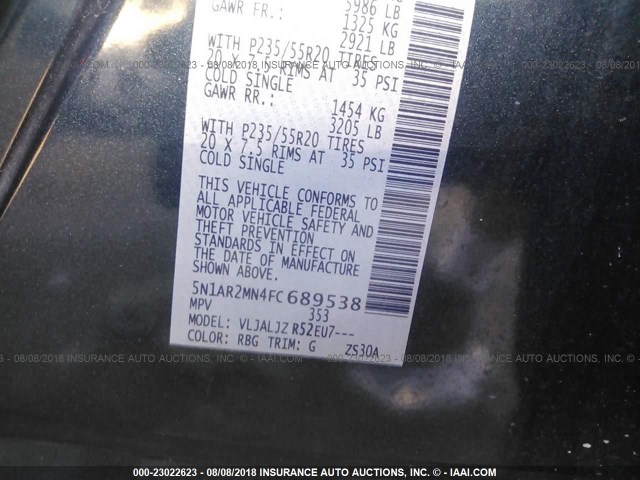 5986 LB
GAWR FR.: 1325 KG
2921 LB
WITH P235/55R20 TIRES
20 X 7.5 RIMS AT 35 PSI
COLD SINGLE
GAWR RR.: 1454 KG
3205 LB
WITH P235/55R20 TIRES
20 X 7.5 RIMS AT 35 PSI
COLD SINGLE
THIS VEHICLE CONFORMS TO
ALL APPLICABLE FEDERAL
MOTOR VEHICLE SAFETY AND
THEFT PREVENTION
STANDARDS IN EFFECT ON
THE DATE OF MANUFACTURE
SHOWN ABOVE.
5N1AR2MN4FC689538
MPV 353
MODEL: VLJALJZ R52EU7---
COLOR: RBG TRIM: G ZS30A
000-23022623 - 08/08/2018 - INSURANCE AUTO AUCTIONS, INC. - © - IAAI.COM